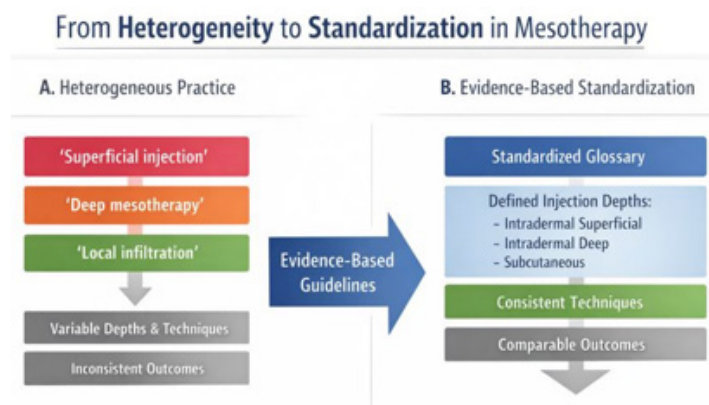 From Heterogeneity to Standardization in Mesotherapy
A. Heterogeneous Practice
'Superficial injection'
'Deep mesotherapy'
'Local infiltration'
Variable Depths & Techniques
Inconsistent Outcomes
Evidence-Based
Guidelines
B. Evidence-Based Standardization
Standardized Glossary
Defined Injection Depths:
– Intradermal Superficial
– Intradermal Deep
– Subcutaneous
Consistent Techniques
Comparable Outcomes